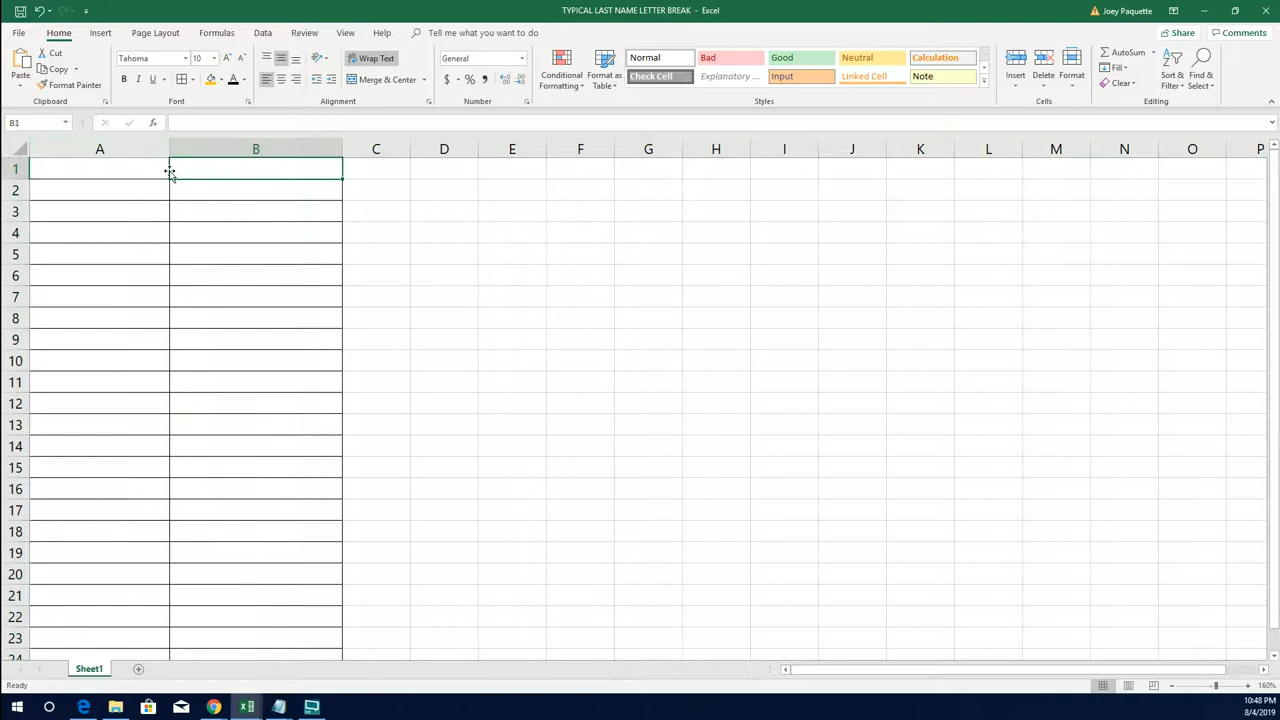 TYPICAL LAST NAME LETTER BREAK - Excel
Joey Paquette
File Home Insert Page Layout Formulas Data Review View Help Tell me what you want to do
Share Comments
Paste
Cut
Copy
Format Painter
Clipboard
Tahoma 10
B I U
Font
Wrap Text
Merge & Center
Alignment
General
$ % ,
Number
Conditional Formatting
Format as Table
Normal Bad Good Neutral Calculation
Check Cell Explanatory ... Input Linked Cell Note
Styles
Insert Delete Format
Cells
AutoSum
Fill
Clear
Sort & Filter
Find & Select
Editing
B1
fx
A B C D E F G H I J K L M N O P
1
2
3
4
5
6
7
8
9
10
11
12
13
14
15
16
17
18
19
20
21
22
23
24
Sheet1
Ready
160%
10:48 PM
8/4/2019